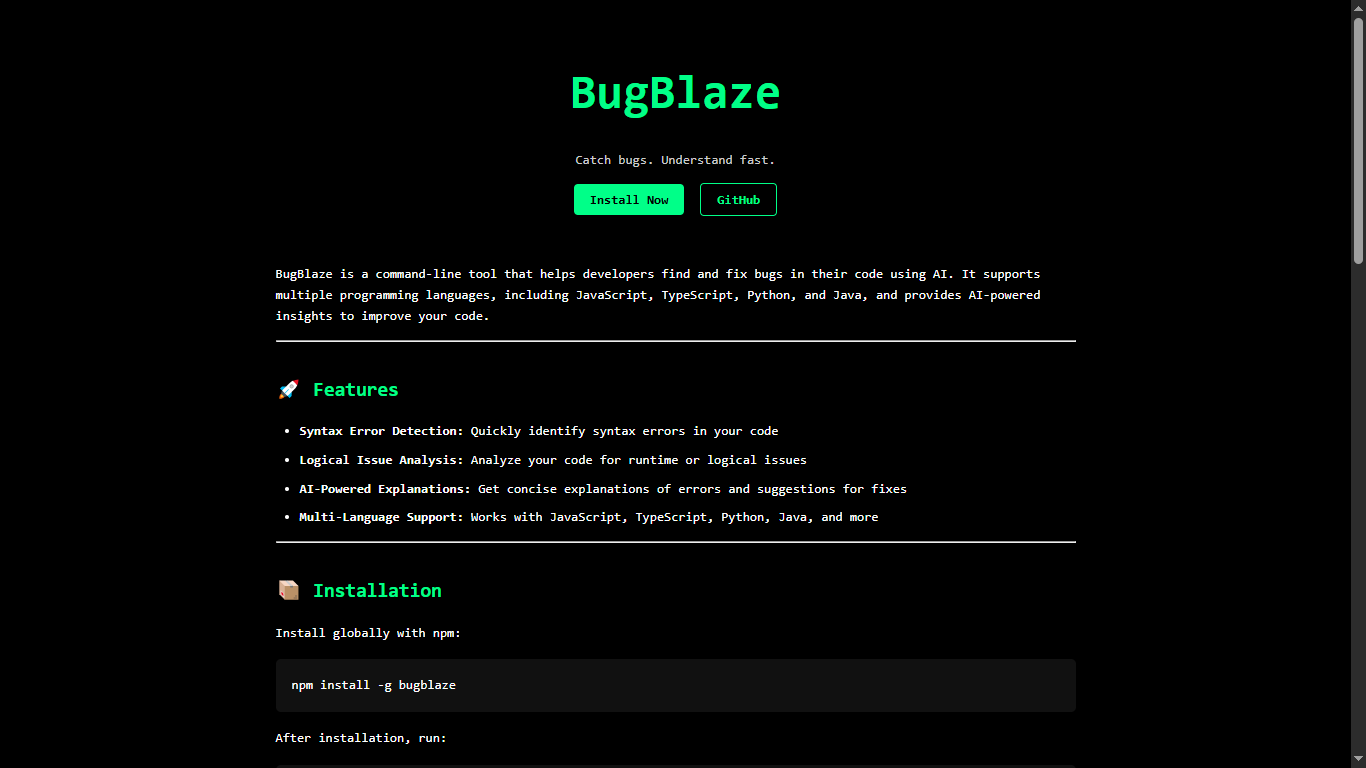 BugBlaze
Catch bugs. Understand fast.
Install Now
GitHub
BugBlaze is a command-line tool that helps developers find and fix bugs in their code using AI. It supports
multiple programming languages, including JavaScript, TypeScript, Python, and Java, and provides AI-powered
insights to improve your code.
🚀 Features
• Syntax Error Detection: Quickly identify syntax errors in your code
• Logical Issue Analysis: Analyze your code for runtime or logical issues
• AI-Powered Explanations: Get concise explanations of errors and suggestions for fixes
• Multi-Language Support: Works with JavaScript, TypeScript, Python, Java, and more
📦 Installation
Install globally with npm:
npm install -g bugblaze
After installation, run: